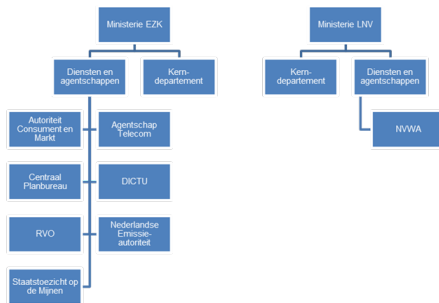 Ministerie EZK
Ministerie LNV
Diensten en
agentschappen
Kern-
departement
Kern-
departement
Diensten en
agentschappen
Autoriteit
Consument en
Markt
Agentschap
Telecom
NVWA
Centraal
Planbureau
DICTU
RVO
Nederlandse
Emissie-
autoriteit
Staatstoezicht op
de Mijnen